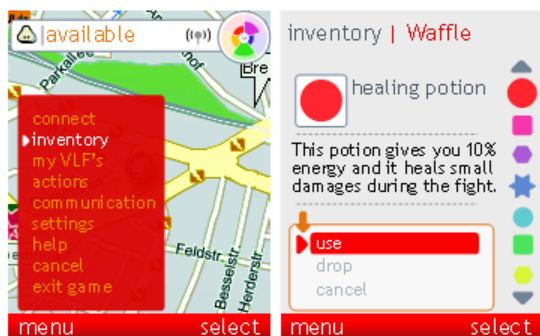 available
Parkallee
Bre
connect
inventory
my VLF's
actions
communication
settings
help
cancel
exit game
Feldstr.
Besselstr.
Herderstr.
menu select
inventory | Waffle
healing potion
This potion gives you 10%
energy and it heals small
damages during the fight.
use
drop
cancel
menu select